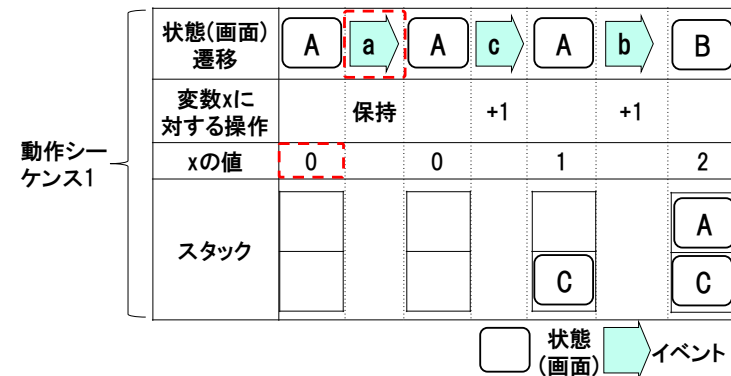 状態(画面)
遷移
A a A c A b B
変数xに
対する操作
保持 +1 +1
動作シー
ケンス1
xの値 0 0 1 2
スタック
A
C C
状態
(画面)
イベント